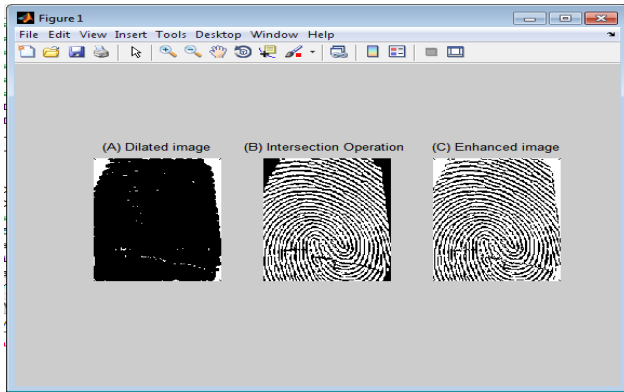 Figure 1
File Edit View Insert Tools Desktop Window Help
(A) Dilated image (B) Intersection Operation (C) Enhanced image